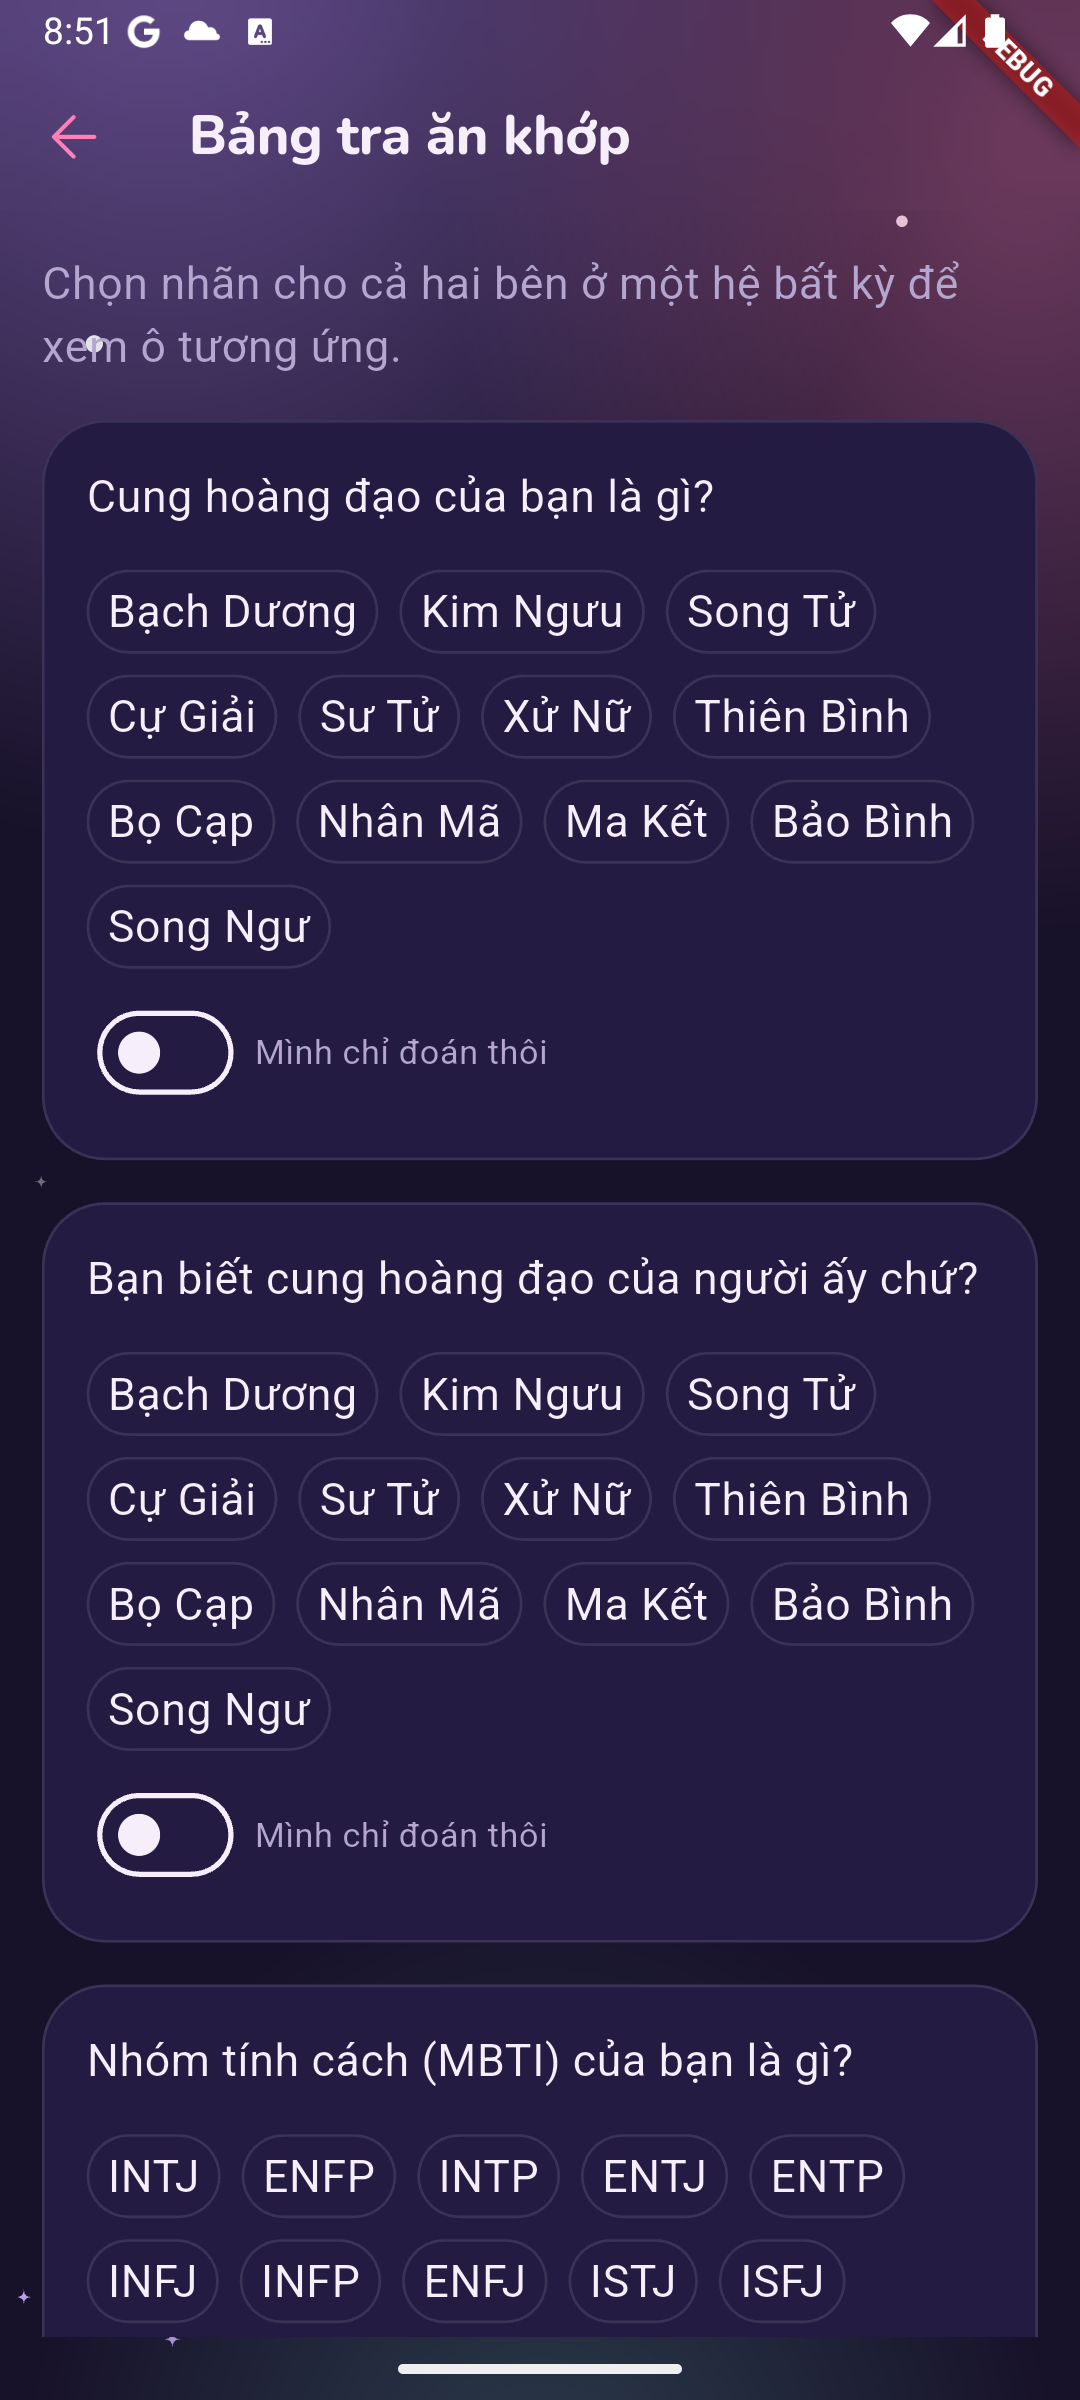 8:51
EBUG
Bảng tra ăn khớp
Chọn nhãn cho cả hai bên ở một hệ bất kỳ để
xem ô tương ứng.
Cung hoàng đạo của bạn là gì?
Bạch Dương Kim Ngưu Song Tử
Cự Giải Sư Tử Xử Nữ Thiên Bình
Bọ Cạp Nhân Mã Ma Kết Bảo Bình
Song Ngư
Mình chỉ đoán thôi
Bạn biết cung hoàng đạo của người ấy chứ?
Bạch Dương Kim Ngưu Song Tử
Cự Giải Sư Tử Xử Nữ Thiên Bình
Bọ Cạp Nhân Mã Ma Kết Bảo Bình
Song Ngư
Mình chỉ đoán thôi
Nhóm tính cách (MBTI) của bạn là gì?
INTJ ENFP INTP ENTJ ENTP
INFJ INFP ENFJ ISTJ ISFJ